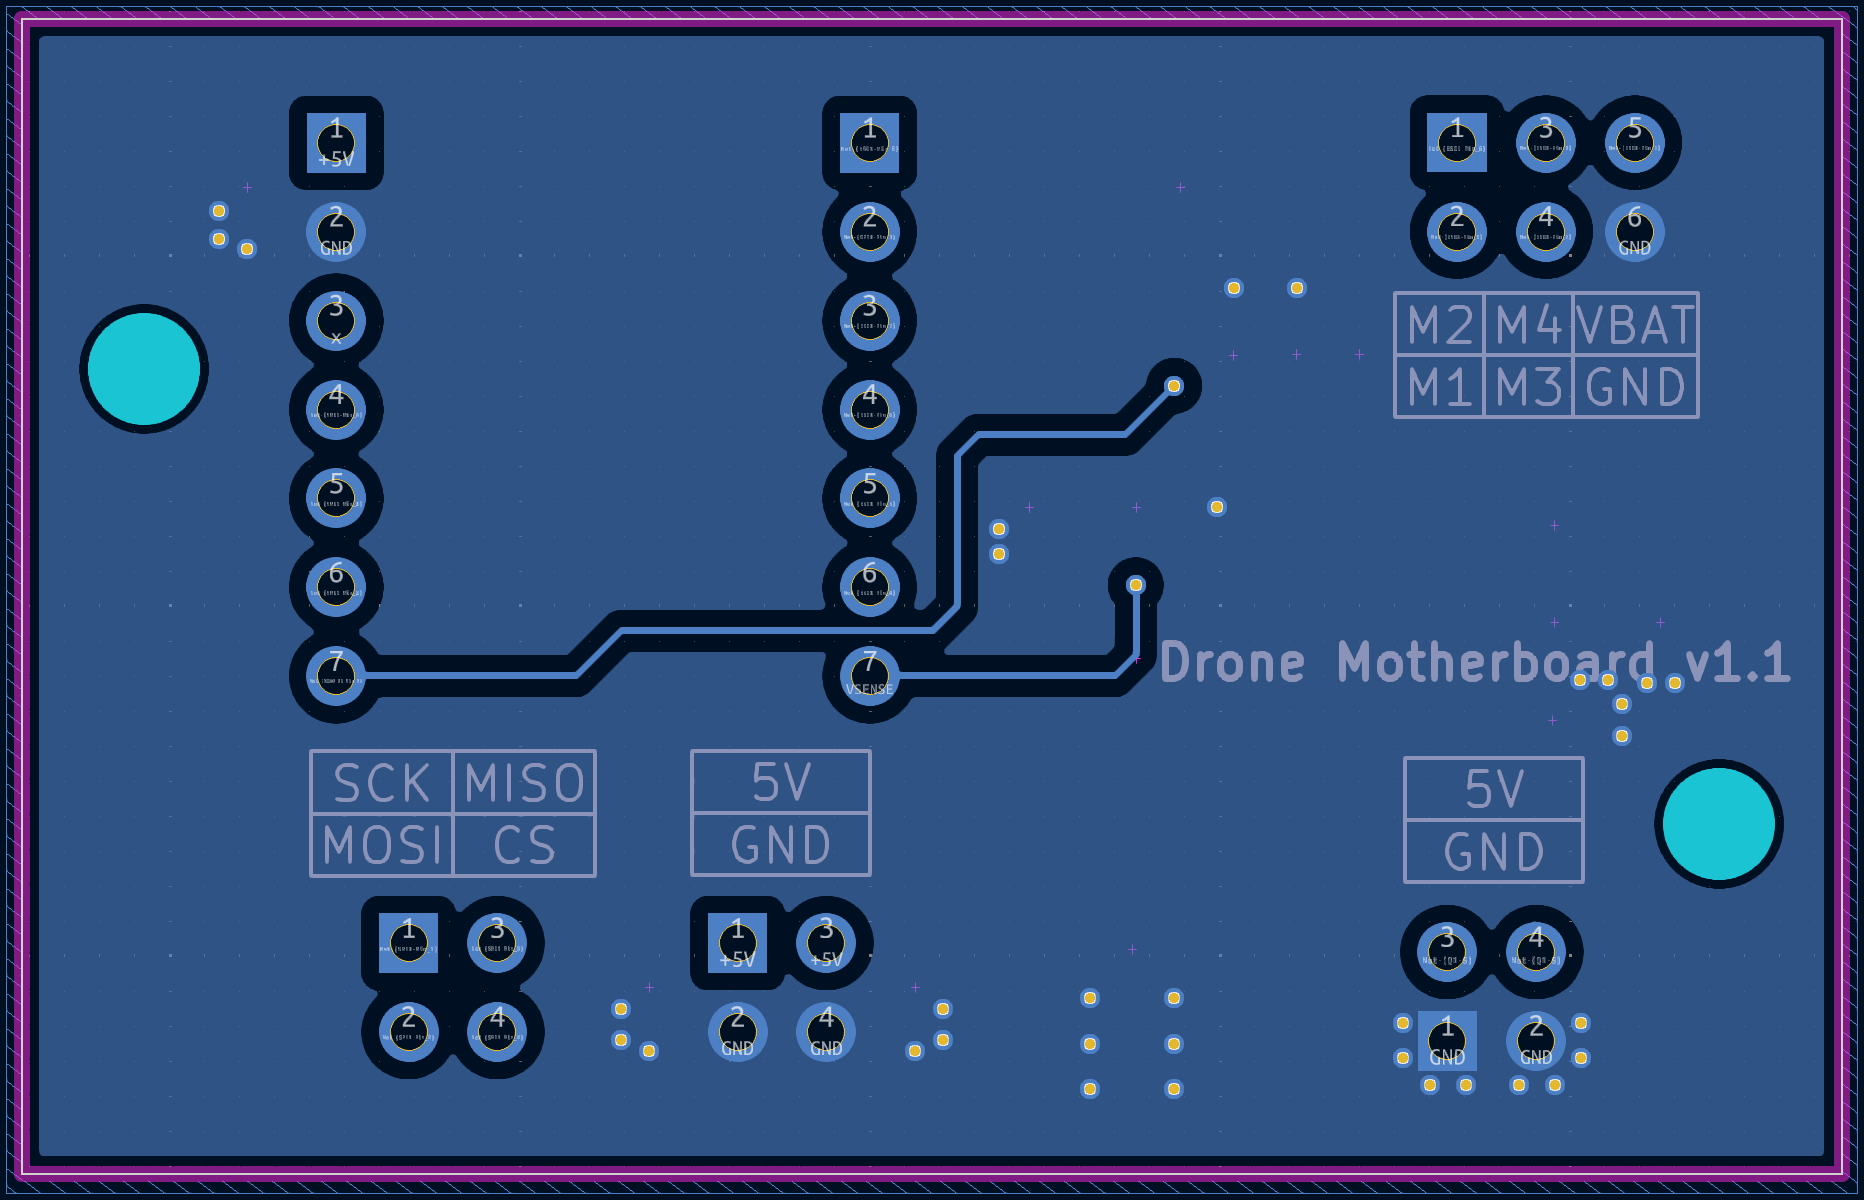 1
+5V
2
GND
3
x
4
5
6
7
1
2
3
4
5
6
7
VSENSE
1 3 5
2 4 6
GND
M2 M4 VBAT
M1 M3 GND
Drone Motherboard v1.1
SCK MISO
MOSI CS
5V
GND
5V
GND
1 3
2 4
1 3
+5V +5V
2 4
GND GND
3 4
1 2
GND GND